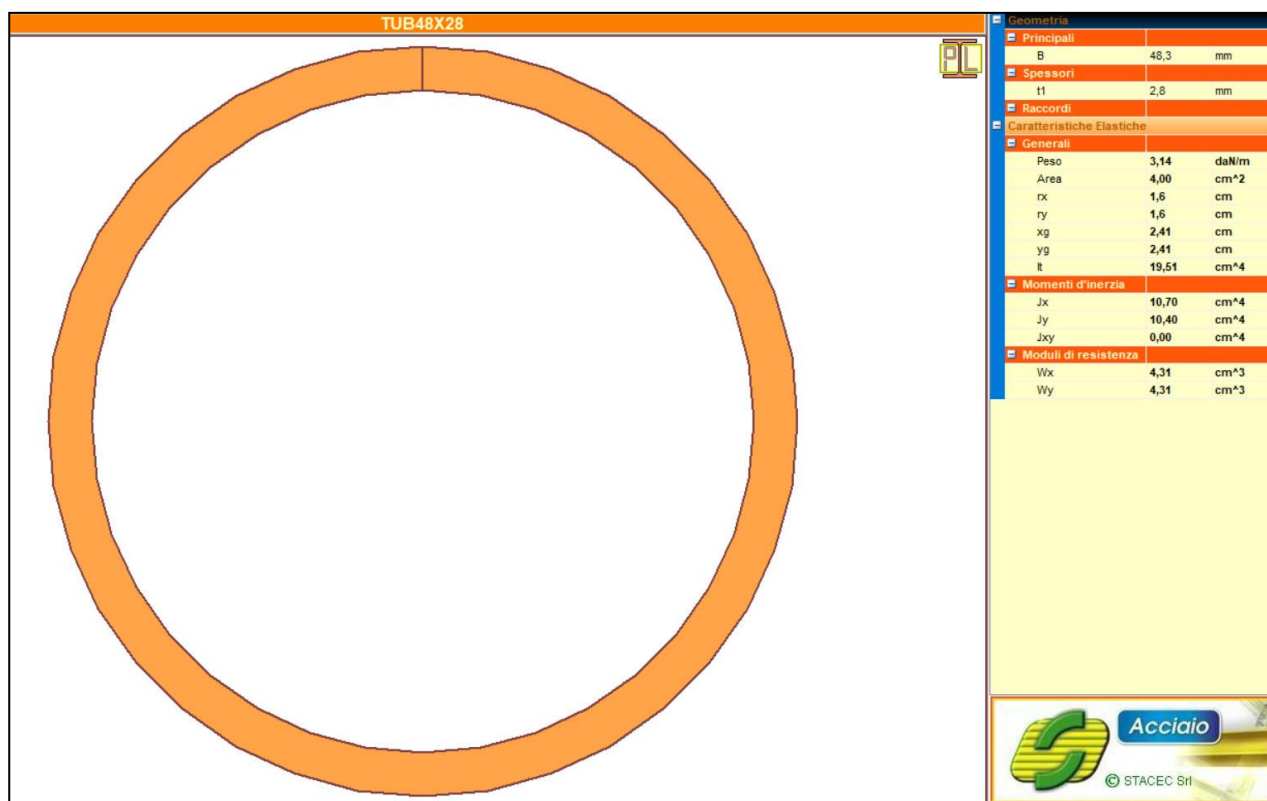 TUB48X28
PL
Geometria
Principali
B 48,3 mm
Spessori
t1 2,8 mm
Raccordi
Caratteristiche Elastiche
Generali
Peso 3,14 daN/m
Area 4,00 cm^2
rx 1,6 cm
ry 1,6 cm
xg 2,41 cm
yg 2,41 cm
It 19,51 cm^4
Momenti d'inerzia
Jx 10,70 cm^4
Jy 10,40 cm^4
Jxy 0,00 cm^4
Moduli di resistenza
Wx 4,31 cm^3
Wy 4,31 cm^3
Acciaio
© STACEC Srl